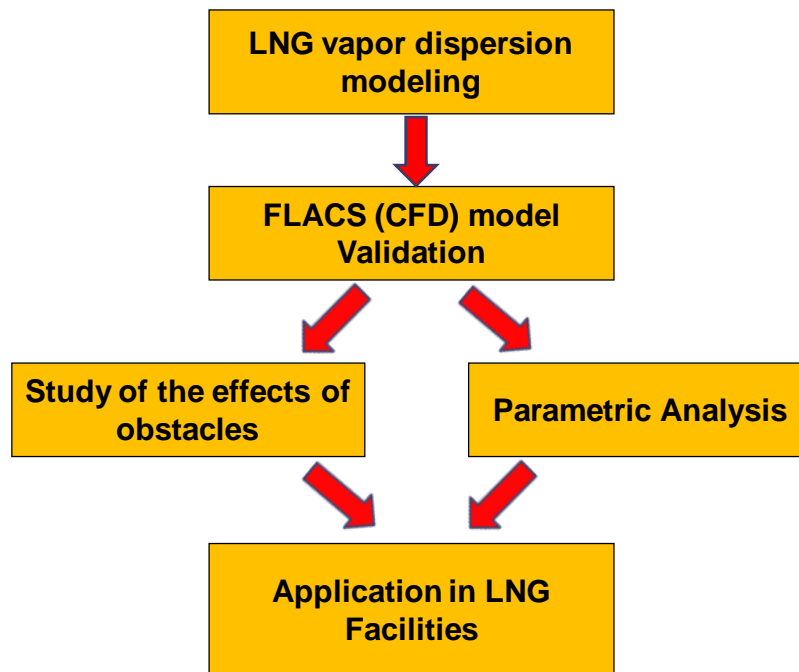 LNG vapor dispersion
modeling
FLACS (CFD) model
Validation
Study of the effects of
obstacles
Parametric Analysis
Application in LNG
Facilities